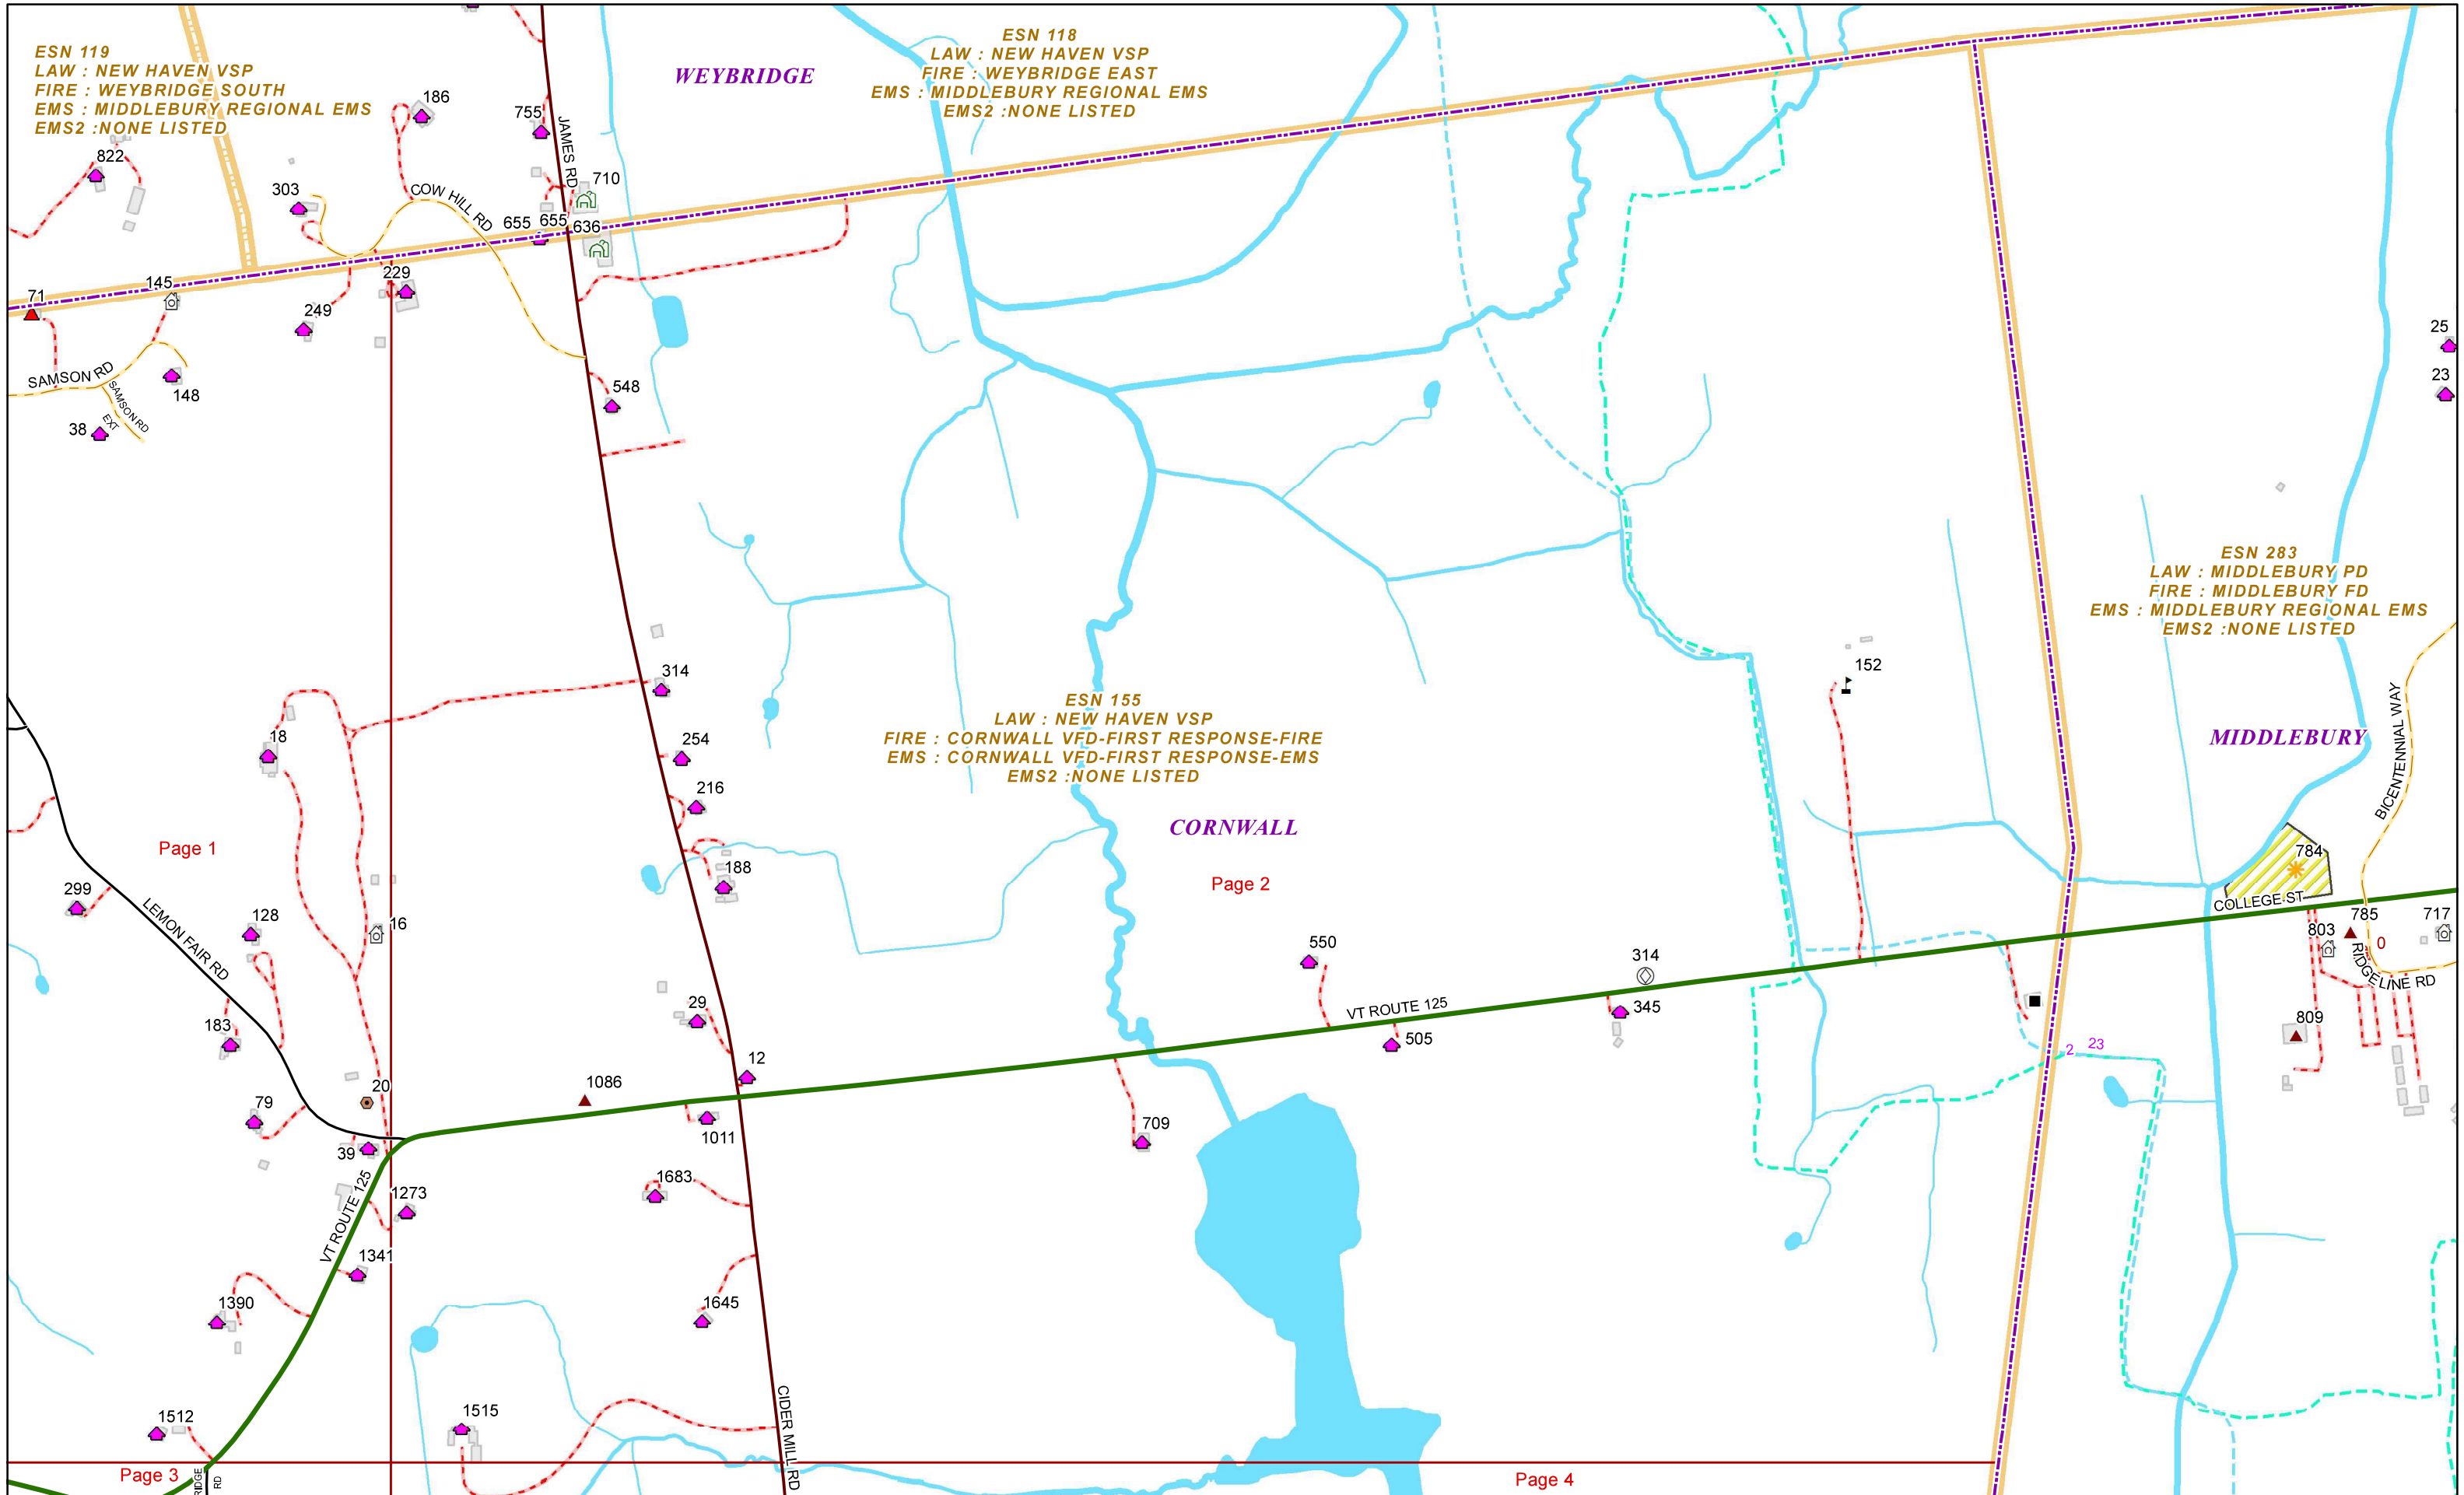 ESN 119
LAW : NEW HAVEN VSP
FIRE : WEYBRIDGE SOUTH
EMS : MIDDLEBURY REGIONAL EMS
EMS2 :NONE LISTED
WEYBRIDGE
ESN 118
LAW : NEW HAVEN VSP
FIRE : WEYBRIDGE EAST
EMS : MIDDLEBURY REGIONAL EMS
EMS2 :NONE LISTED
186
755
JAMES RD
822
303
COW HILL RD
710
655
655
636
229
145
71
249
25
SAMSON RD
148
SAMSON RD
EXT
38
548
23
ESN 283
LAW : MIDDLEBURY PD
FIRE : MIDDLEBURY FD
EMS : MIDDLEBURY REGIONAL EMS
EMS2 :NONE LISTED
314
152
ESN 155
LAW : NEW HAVEN VSP
FIRE : CORNWALL VFD-FIRST RESPONSE-FIRE
EMS : CORNWALL VFD-FIRST RESPONSE-EMS
EMS2 :NONE LISTED
18
254
216
MIDDLEBURY
BICENTENNIAL WAY
CORNWALL
Page 1
Page 2
188
784
299
LEMON FAIR RD
128
16
COLLEGE ST
785
717
803
0
RIDGELINE RD
550
314
29
VT ROUTE 125
345
505
809
183
12
2
23
20
1086
79
39
1011
709
1683
1273
VT ROUTE 125
1341
1390
1645
1512
1515
CIDER MILL RD
Page 3
RIDGE
RD
Page 4